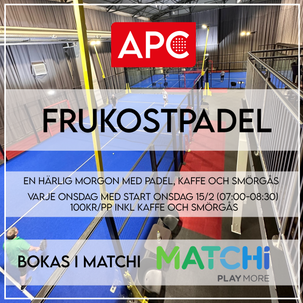 APC
FRUKOSTPADEL
EN HÄRLIG MORGON MED PADEL, KAFFE OCH SMÖRGÅS
VARJE ONSDAG MED START ONSDAG 15/2 (07:00-08:30)
100KR/PP INKL KAFFE OCH SMÖRGÅS
BOKAS I MATCHI
MATCHi
PLAY MORE